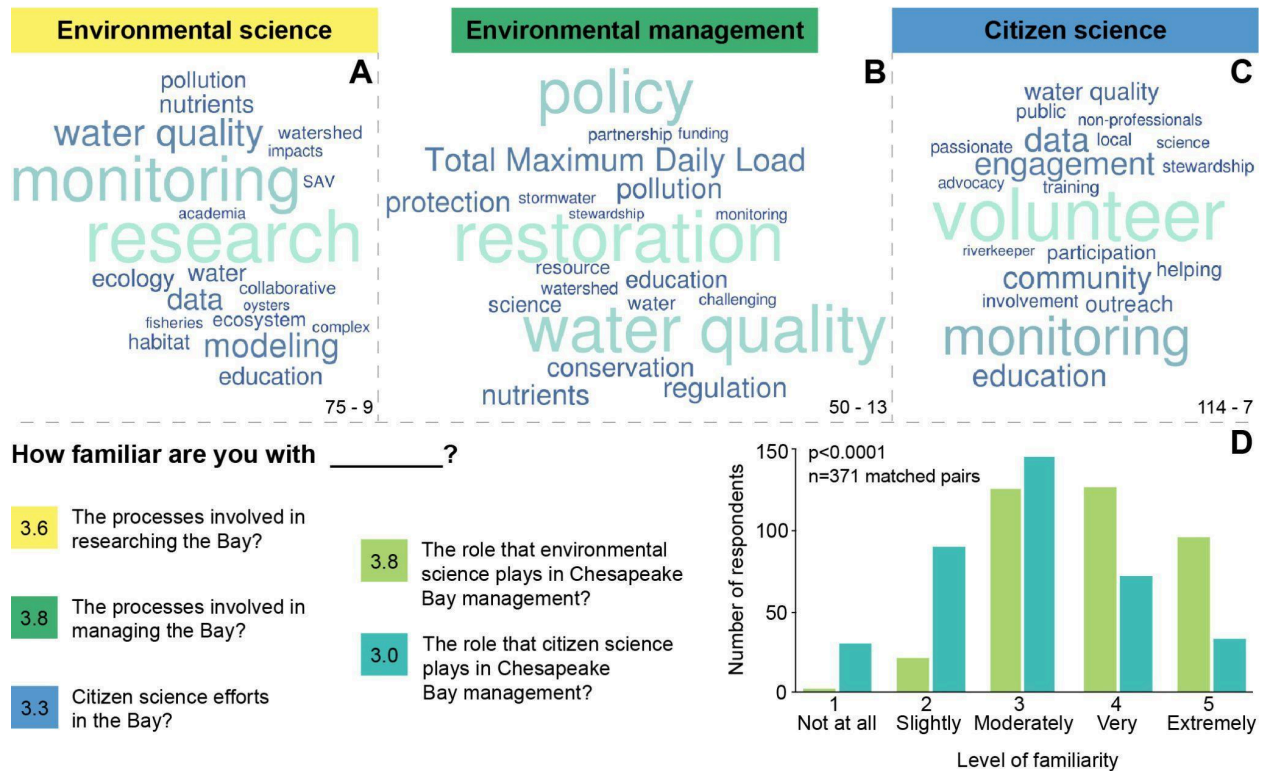 Environmental science
A
pollution
nutrients
water quality
watershed
impacts
monitoring
SAV
academia
research
ecology
water
collaborative
data
oysters
fisheries
ecosystem
complex
habitat
modeling
education
75 - 9
Environmental management
B
policy
partnership
funding
Total Maximum Daily Load
pollution
protection
stormwater
stewardship
monitoring
restoration
resource
education
watershed
science
water
challenging
water quality
conservation
nutrients
regulation
50 - 13
Citizen science
C
water quality
public
non-professionals
data
local
science
passionate
engagement
stewardship
advocacy
training
volunteer
riverkeeper
participation
community
helping
involvement
outreach
monitoring
education
114 - 7
How familiar are you with ________?
3.6
The processes involved in
researching the Bay?
3.8
The processes involved in
managing the Bay?
3.3
Citizen science efforts
in the Bay?
3.8
The role that environmental
science plays in Chesapeake
Bay management?
3.0
The role that citizen science
plays in Chesapeake
Bay management?
D
p<0.0001
n=371 matched pairs
Number of respondents
150
100
50
0
1 2 3 4 5
Not at all Slightly Moderately Very Extremely
Level of familiarity